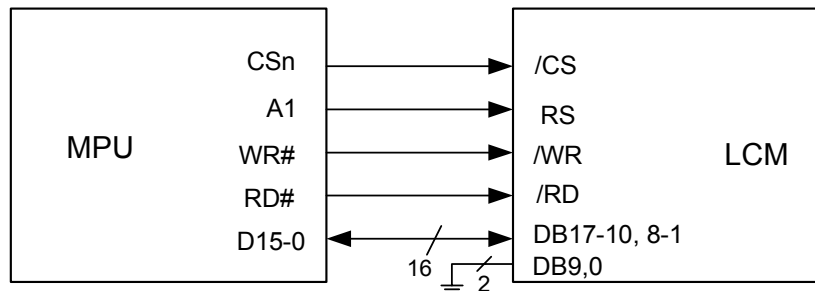 CSn
/CS
A1
RS
MPU
WR#
/WR
LCM
RD#
/RD
D15-0
16
DB17-10, 8-1
2
DB9,0